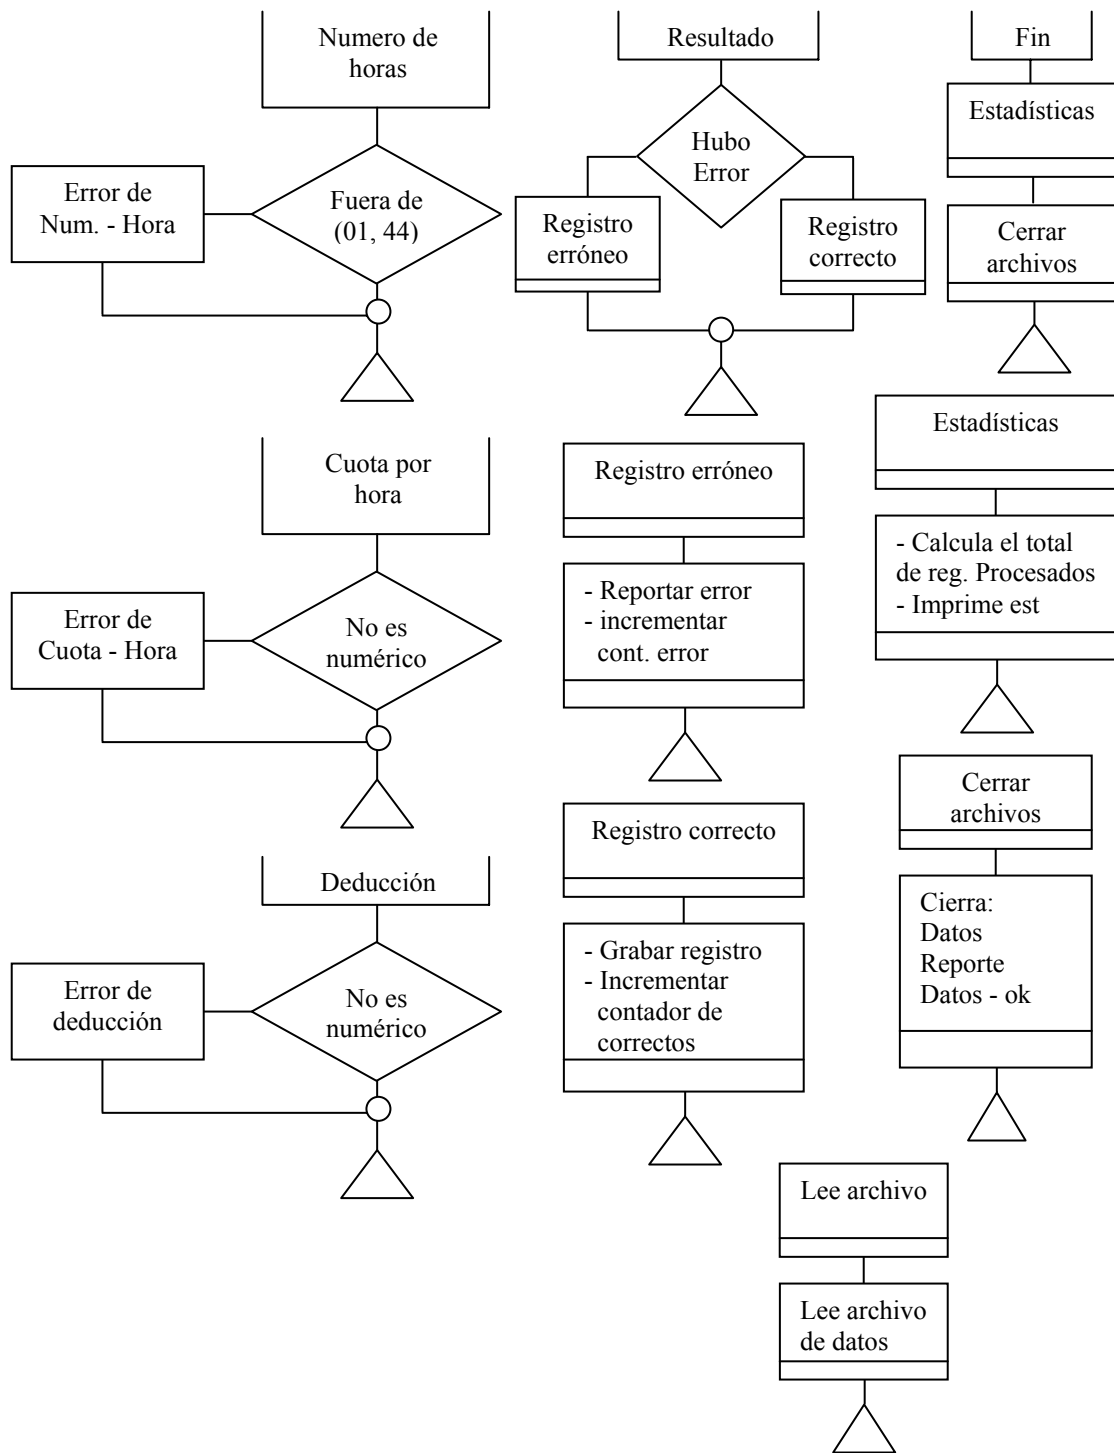 Numero de
horas
Fuera de
(01, 44)
Error de
Num. - Hora
Cuota por
hora
No es
numérico
Error de
Cuota - Hora
Deducción
No es
numérico
Error de
deducción
Resultado
Hubo
Error
Registro
erróneo
Registro
correcto
Registro erróneo
- Reportar error
- incrementar
cont. error
Registro correcto
- Grabar registro
- Incrementar
contador de
correctos
Fin
Estadísticas
Cerrar
archivos
Estadísticas
- Calcula el total
de reg. Procesados
- Imprime est
Cerrar
archivos
Cierra:
Datos
Reporte
Datos - ok
Lee archivo
Lee archivo
de datos